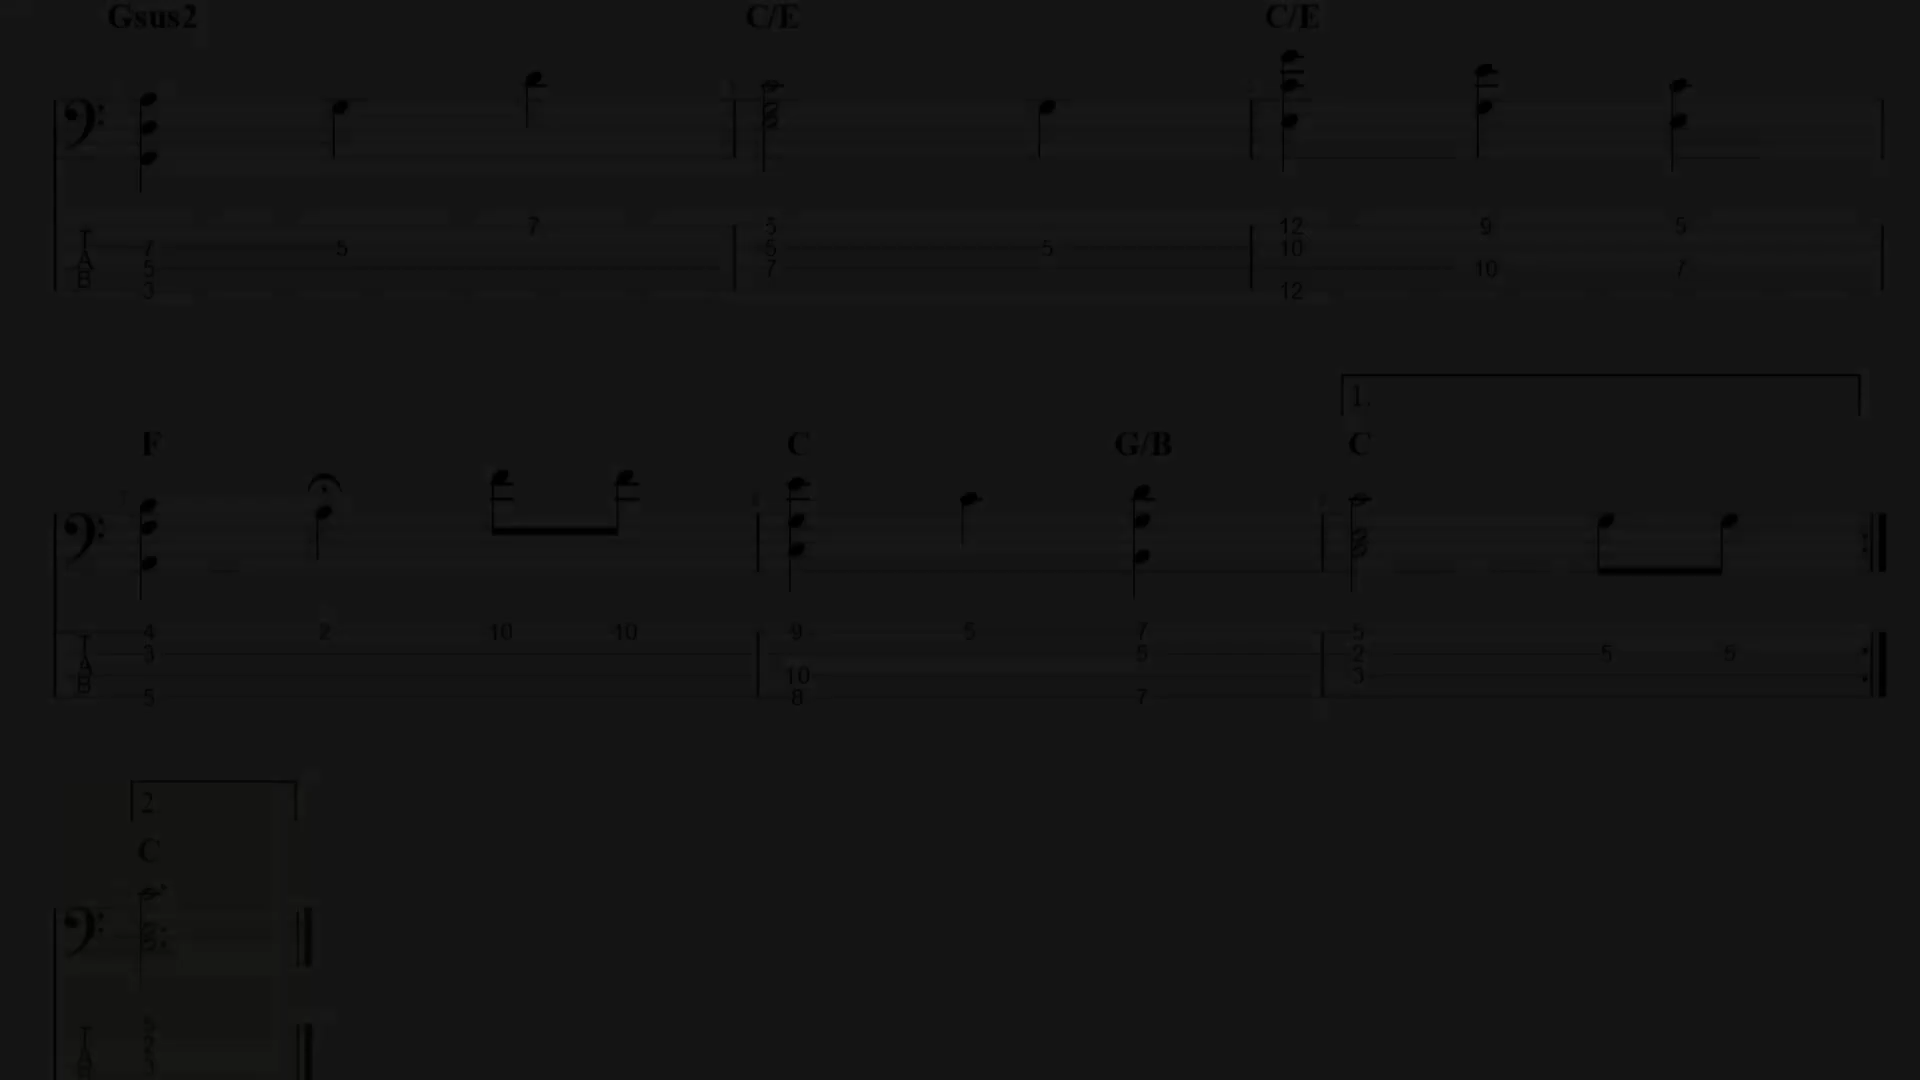 Gsus2 C/E C/E
7 5 12 9 5
T 7 5 5 5 10
A 5 7 10 7
B 3 12
1.
F C G/B C
4 2 10 10 9 5 7 5
T 3 5 2 5 5
A 10 3
B 5 8 7
2
C
T
A 2